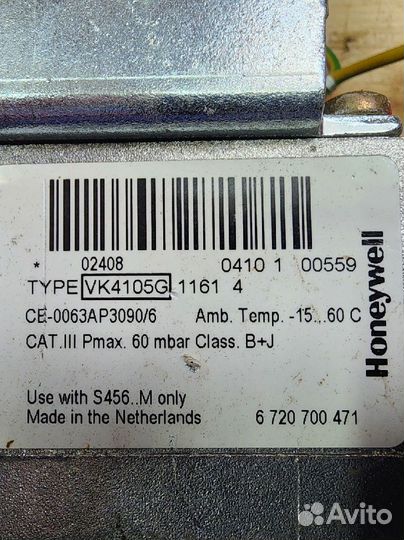 * 02408 0410 1 00559
TYPE VK4105G 1161 4
CE-0063AP3090/6 Amb. Temp. -15...60 C
CAT.III Pmax. 60 mbar Class. B+J
Honeywell
Use with S456..M only
Made in the Netherlands 6 720 700 471
Avito